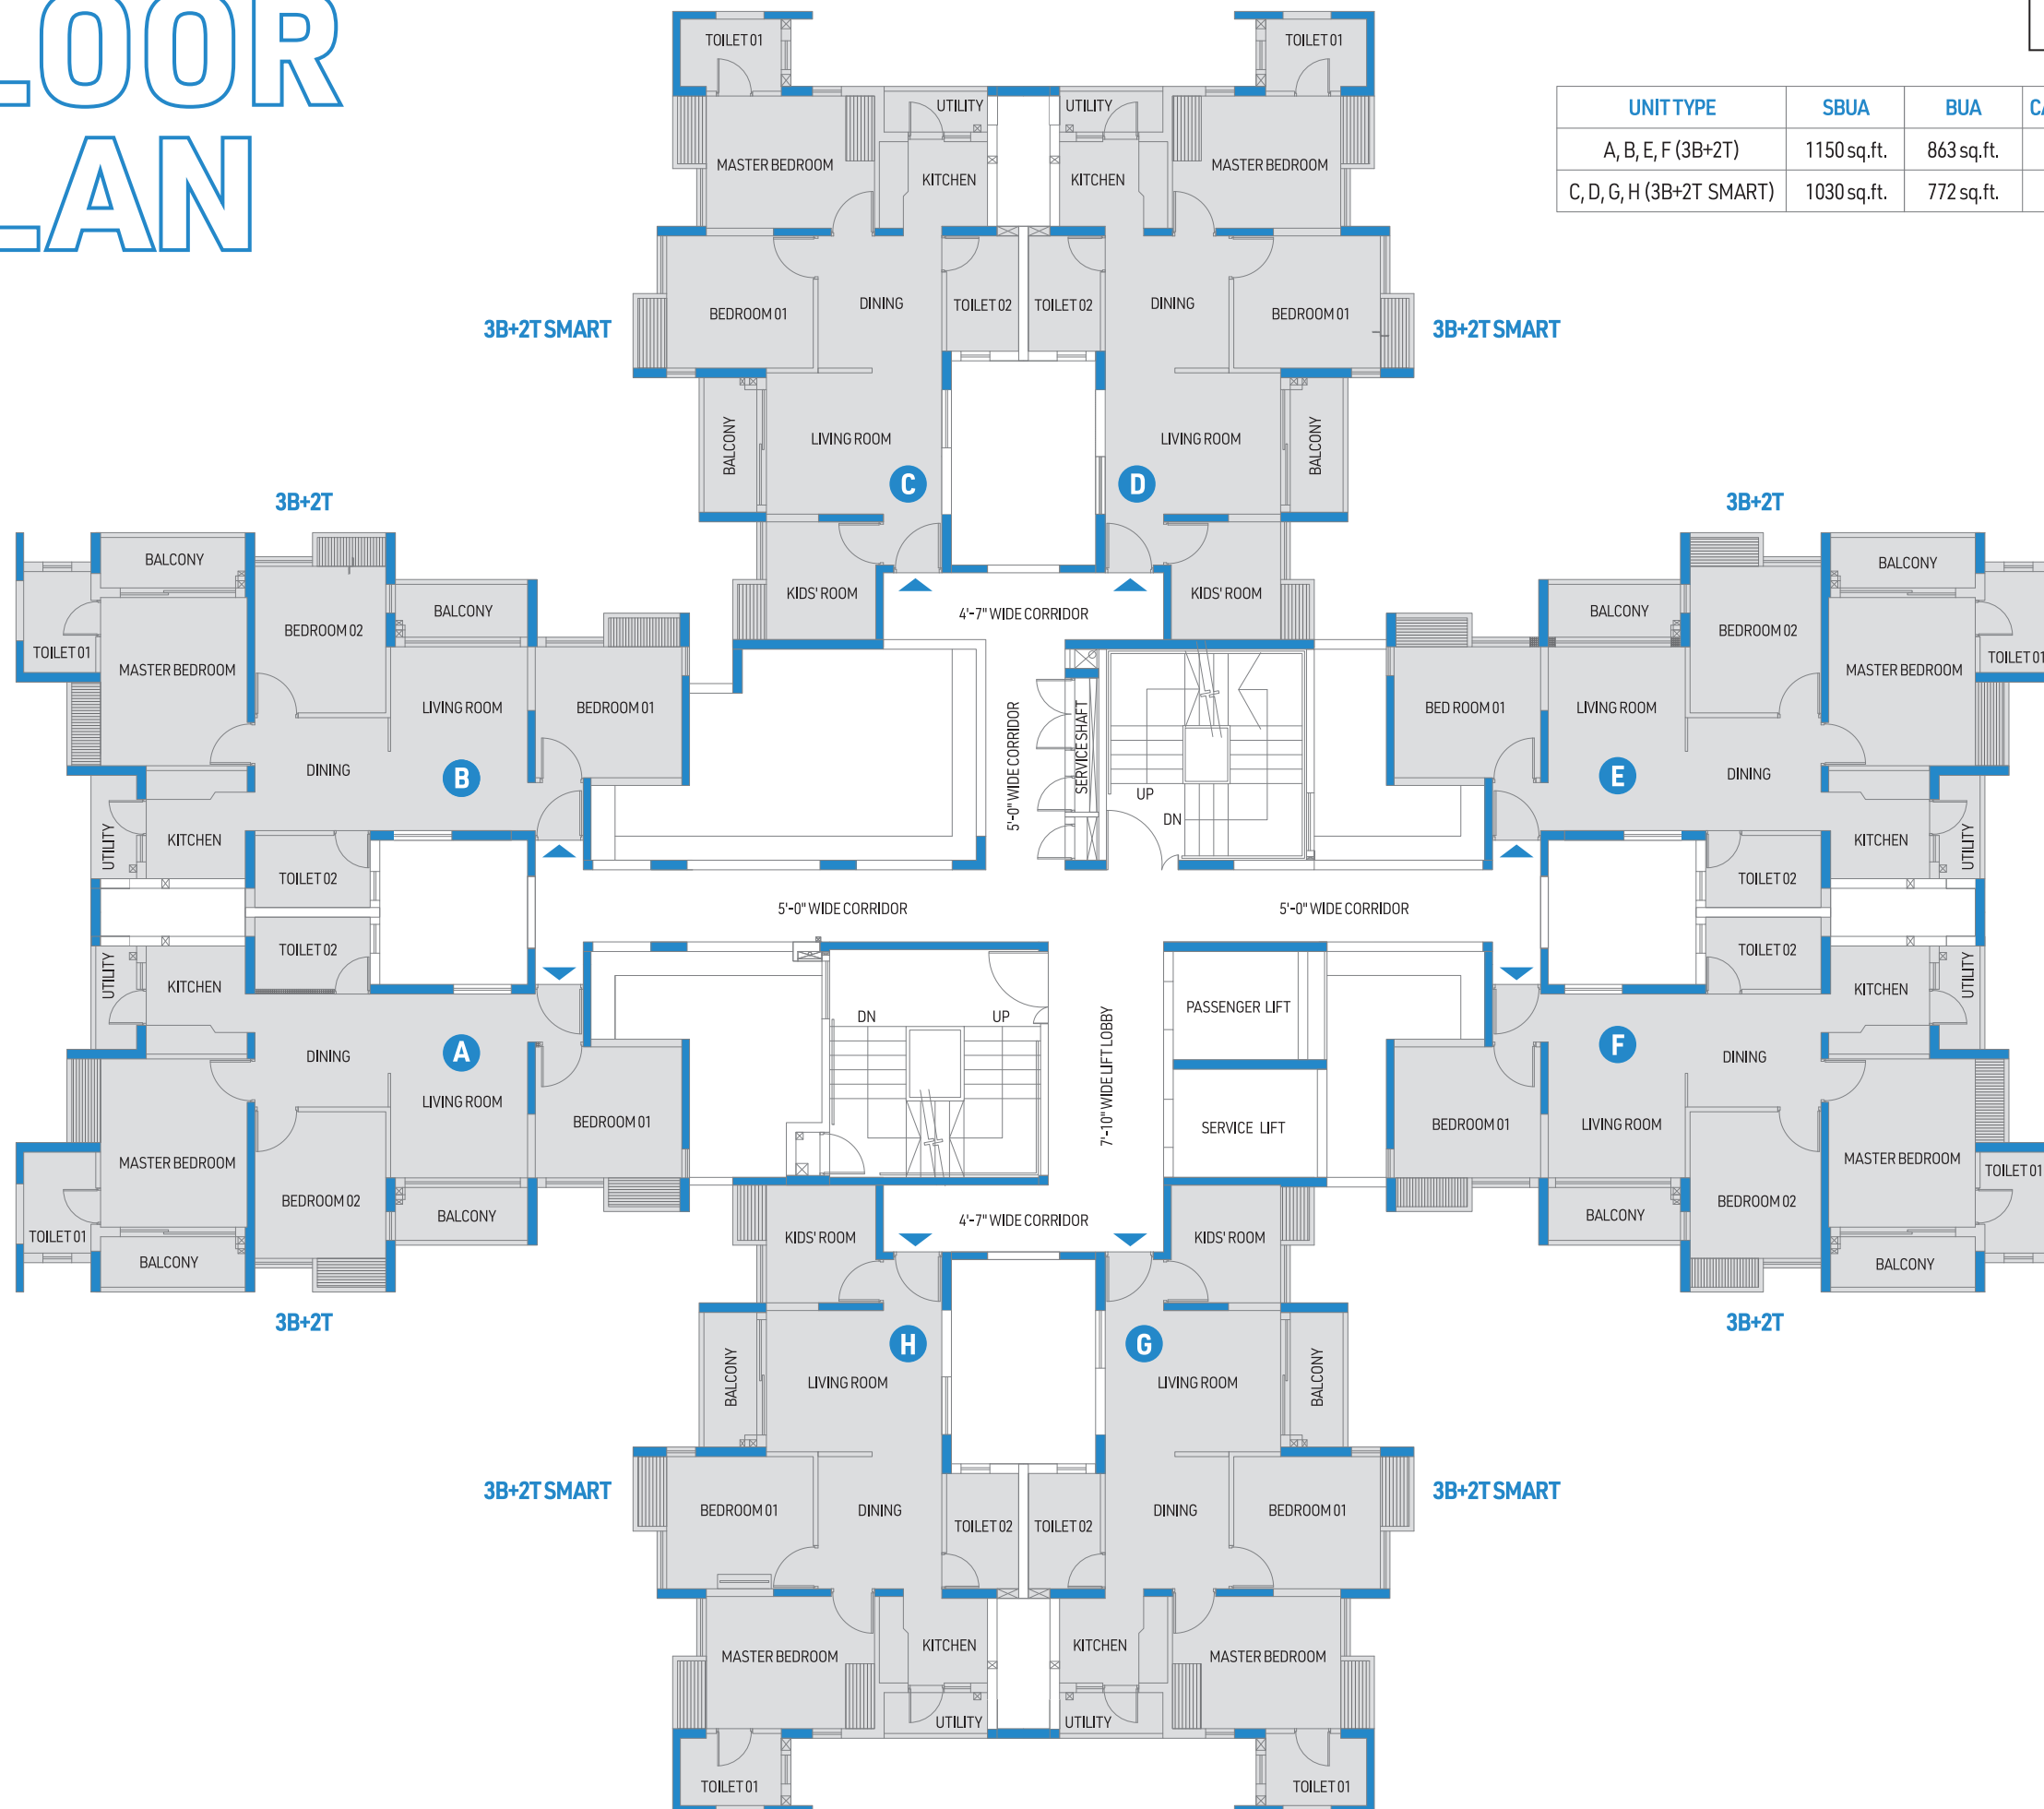 LOOR
LAN
UNIT TYPE SBUA BUA
A, B, E, F (3B+2T) 1150 sq.ft. 863 sq.ft.
C, D, G, H (3B+2T SMART) 1030 sq.ft. 772 sq.ft.
TOILET 01
TOILET 01
UTILITY
UTILITY
MASTER BEDROOM
KITCHEN
KITCHEN
MASTER BEDROOM
BEDROOM 01
DINING
TOILET 02
TOILET 02
DINING
BEDROOM 01
3B+2T SMART
3B+2T SMART
BALCONY
LIVING ROOM
LIVING ROOM
BALCONY
C
D
3B+2T
3B+2T
KIDS' ROOM
4'-7" WIDE CORRIDOR
KIDS' ROOM
BALCONY
BEDROOM 02
BALCONY
TOILET 01
MASTER BEDROOM
LIVING ROOM
BEDROOM 01
DINING
B
UTILITY
KITCHEN
TOILET 02
5'-0" WIDE CORRIDOR
SERVICE SHAFT
UP
DN
BALCONY
BALCONY
BEDROOM 02
MASTER BEDROOM
TOILET 01
BED ROOM 01
LIVING ROOM
E
DINING
KITCHEN
UTILITY
TOILET 02
5'-0" WIDE CORRIDOR
5'-0" WIDE CORRIDOR
TOILET 02
UTILITY
KITCHEN
DINING
A
LIVING ROOM
BEDROOM 01
MASTER BEDROOM
BEDROOM 02
BALCONY
TOILET 01
BALCONY
3B+2T
DN
UP
7'-10" WIDE LIFT LOBBY
PASSENGER LIFT
SERVICE LIFT
TOILET 02
KITCHEN
UTILITY
F
DINING
BEDROOM 01
LIVING ROOM
MASTER BEDROOM
TOILET 01
BEDROOM 02
BALCONY
BALCONY
3B+2T
KIDS' ROOM
4'-7" WIDE CORRIDOR
KIDS' ROOM
H
G
BALCONY
LIVING ROOM
LIVING ROOM
BALCONY
3B+2T SMART
3B+2T SMART
BEDROOM 01
DINING
TOILET 02
TOILET 02
DINING
BEDROOM 01
MASTER BEDROOM
KITCHEN
KITCHEN
MASTER BEDROOM
UTILITY
UTILITY
TOILET 01
TOILET 01